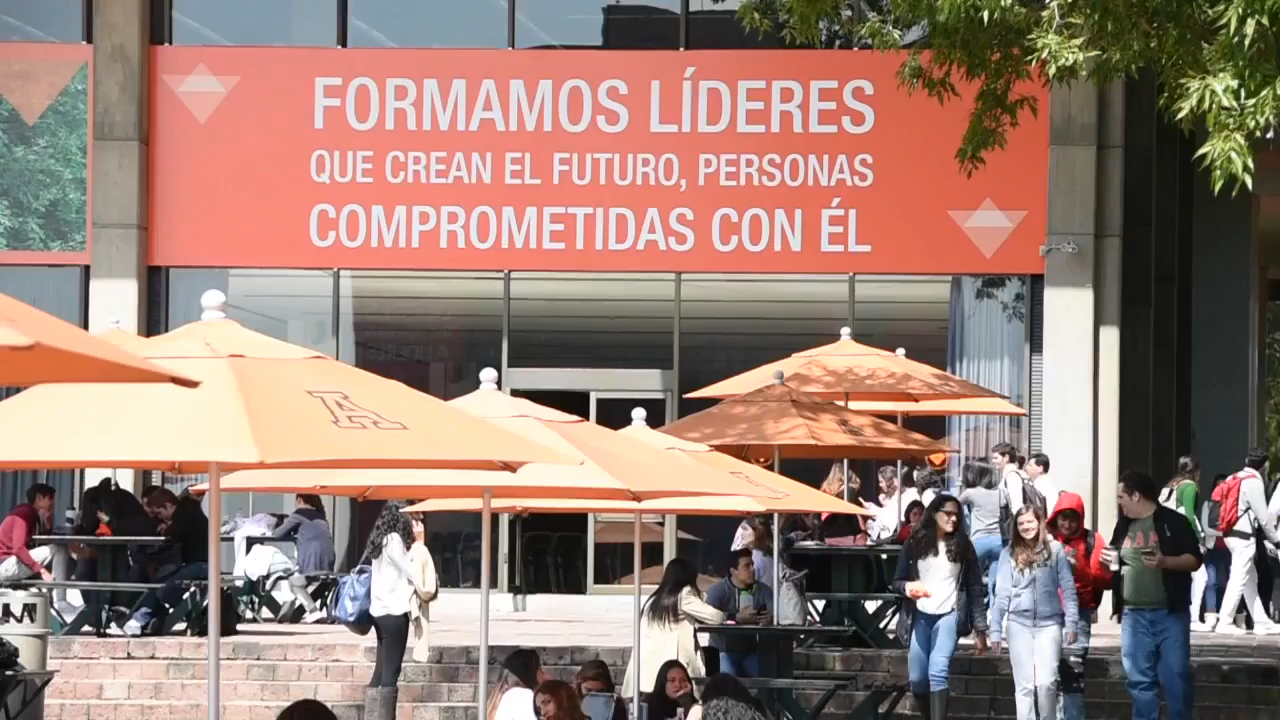 FORMAMOS LÍDERES
QUE CREAN EL FUTURO, PERSONAS
COMPROMETIDAS CON ÉL
A